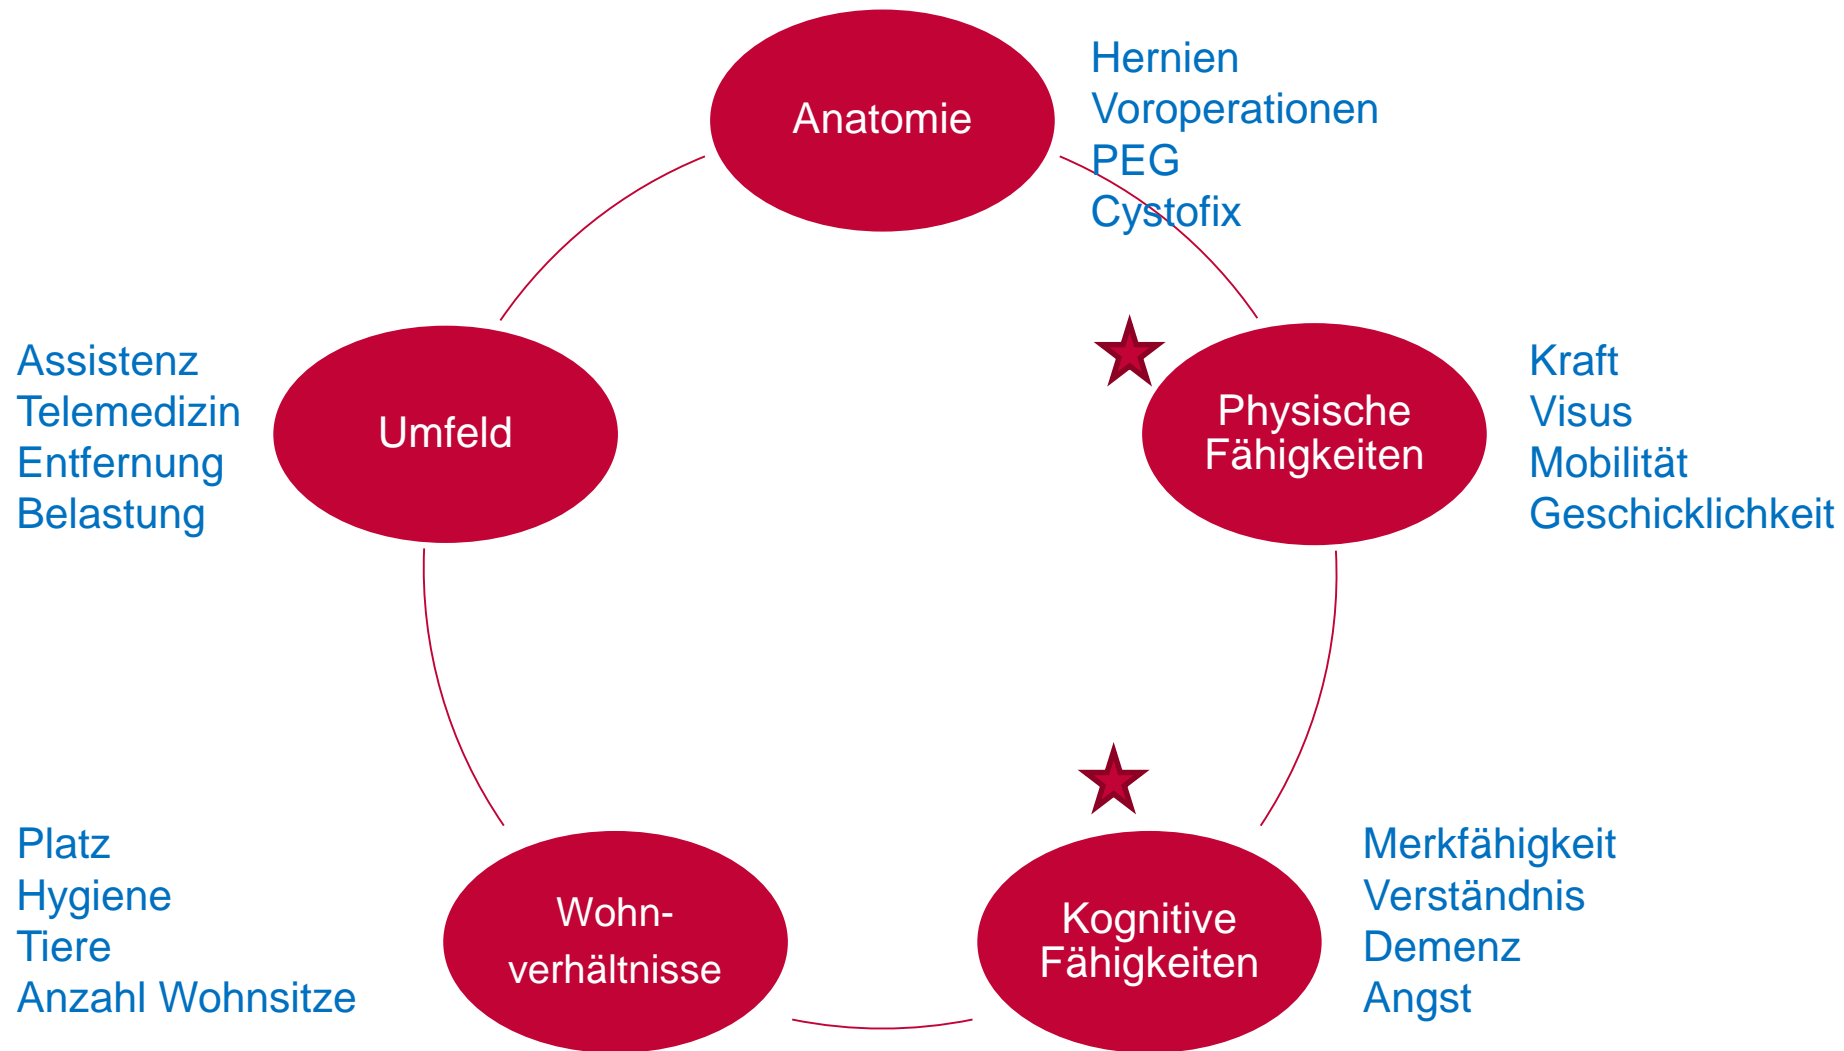 Anatomie
Hernien
Voroperationen
PEG
Cystofix
Physische
Fähigkeiten
Kraft
Visus
Mobilität
Geschicklichkeit
Kognitive
Fähigkeiten
Merkfähigkeit
Verständnis
Demenz
Angst
Wohn-
verhältnisse
Platz
Hygiene
Tiere
Anzahl Wohnsitze
Umfeld
Assistenz
Telemedizin
Entfernung
Belastung